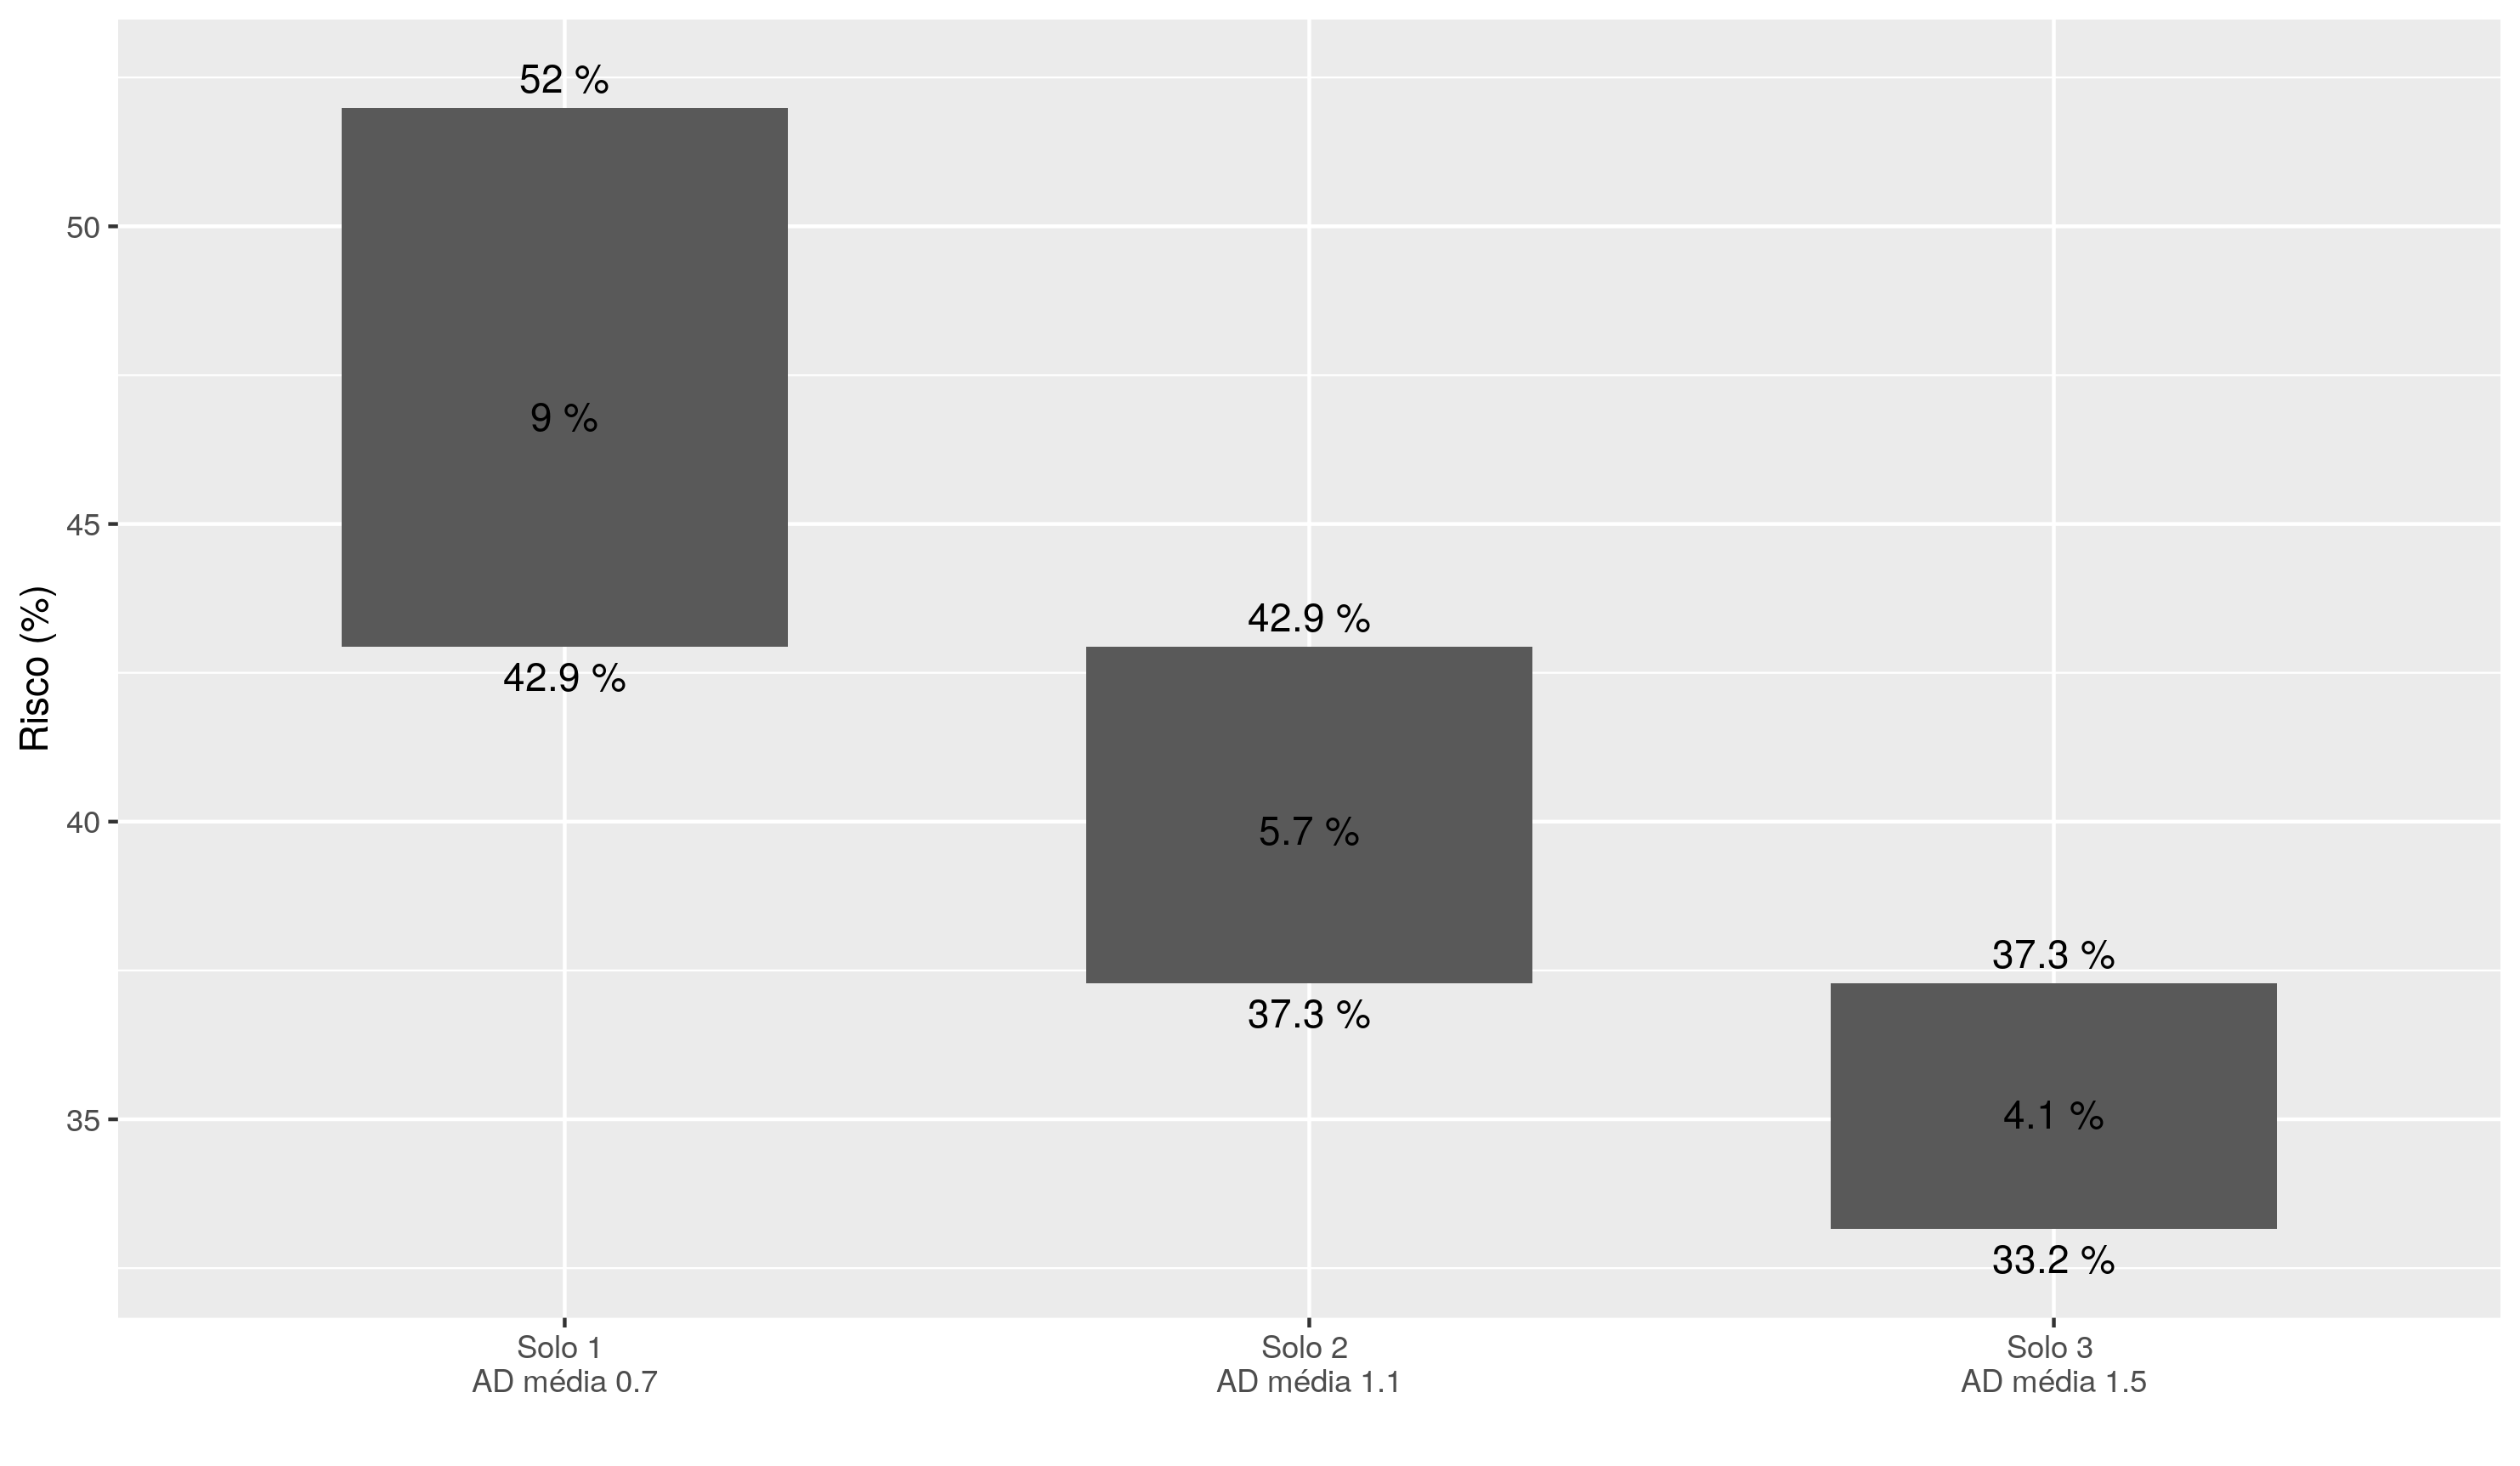 Risco (%)
50
45
40
35
52 %
9 %
42.9 %
42.9 %
5.7 %
37.3 %
37.3 %
4.1 %
33.2 %
Solo 1
AD média 0.7
Solo 2
AD média 1.1
Solo 3
AD média 1.5